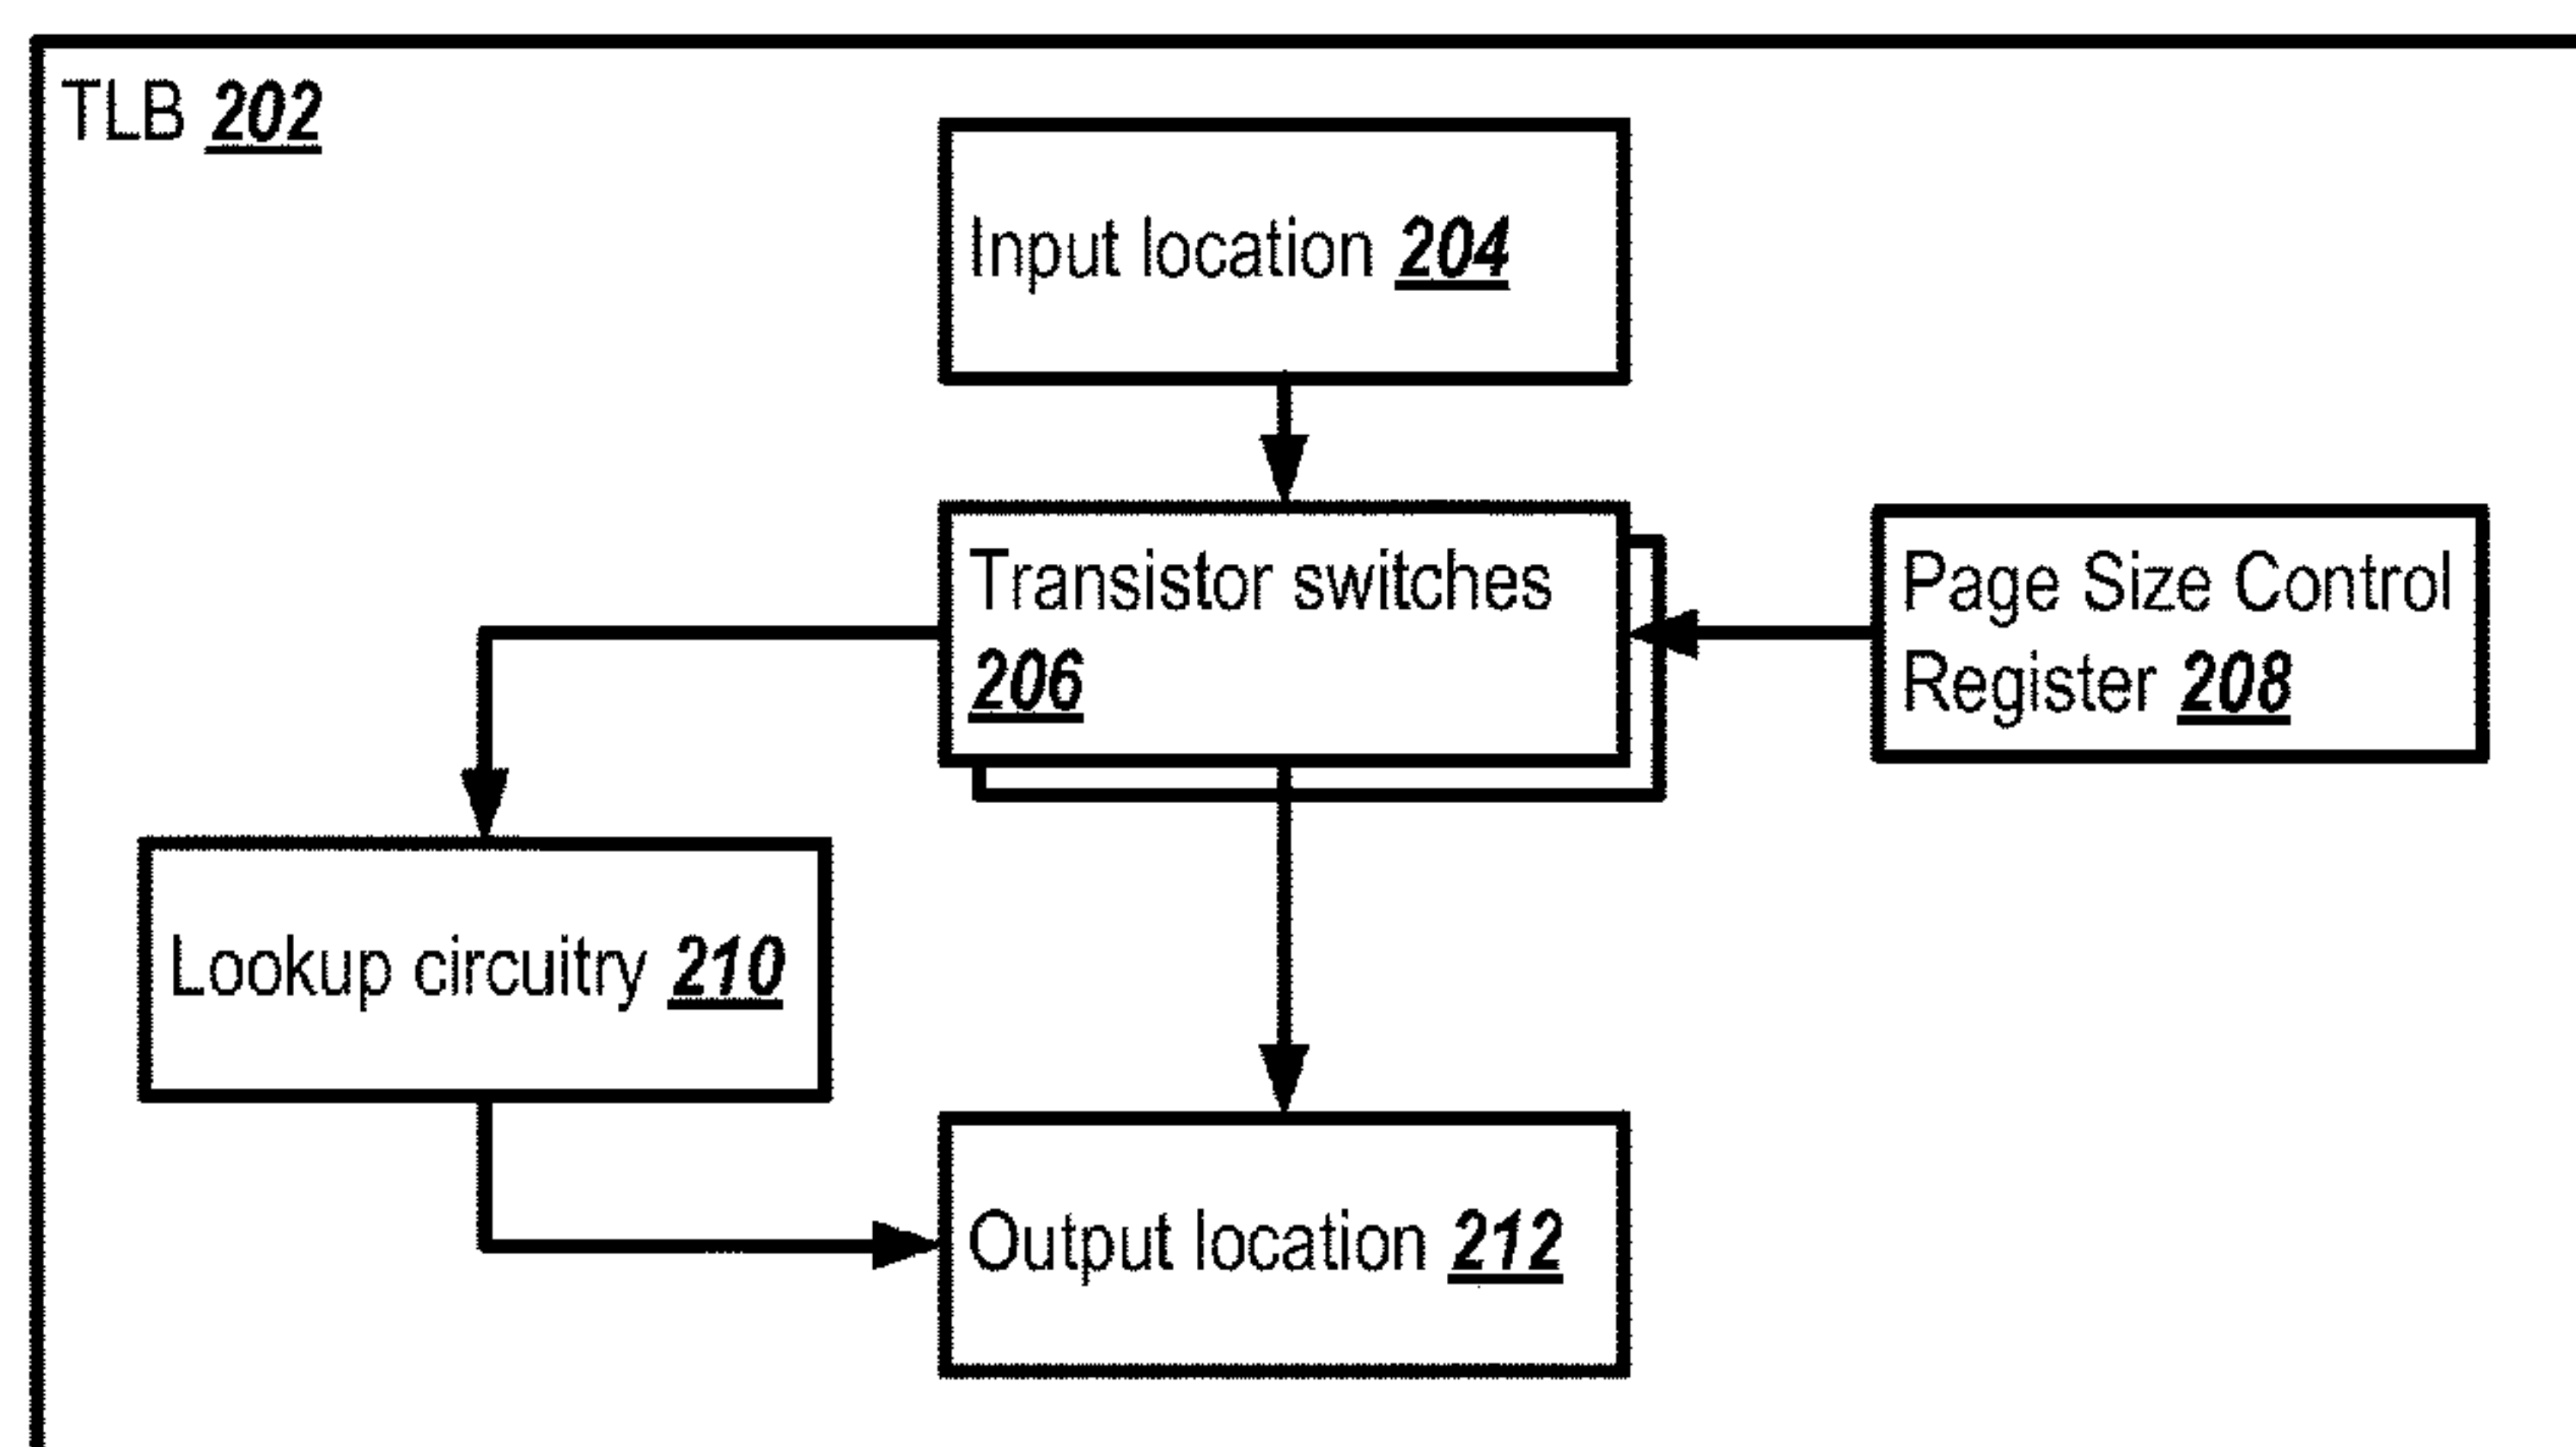 TLB 202
Input location 204
Transistor switches
206
Page Size Control
Register 208
Lookup circuitry 210
Output location 212